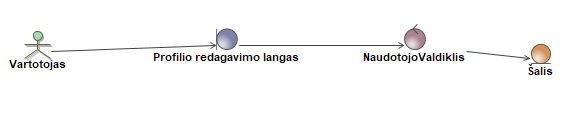 Vartotojas
Profilio redagavimo langas
NaudotojoValdiklis
Šalis